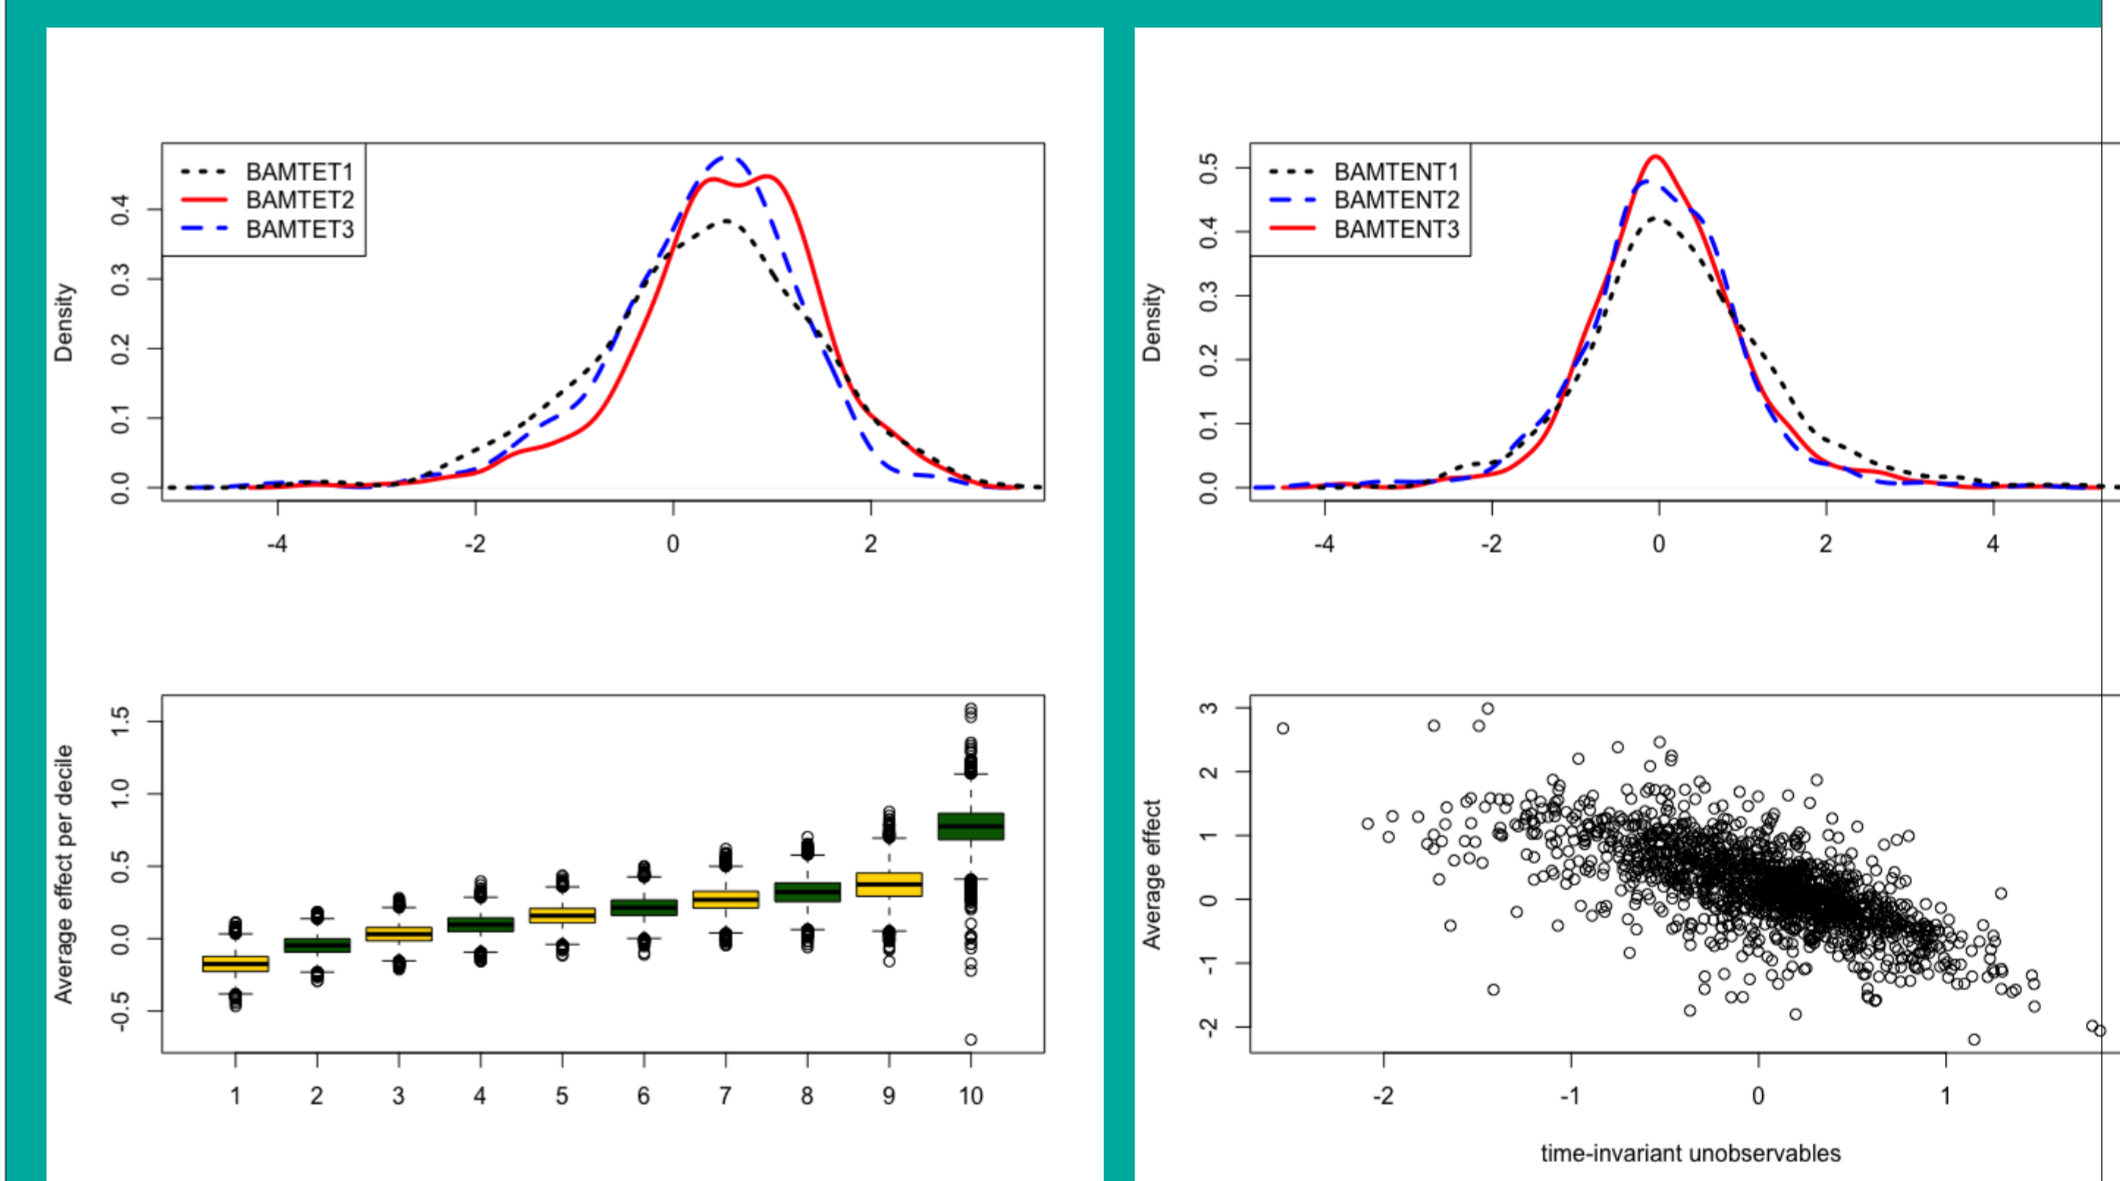 BAMTET1
BAMTET2
BAMTET3
Density
0.0 0.1 0.2 0.3 0.4
-4 -2 0 2
BAMTENT1
BAMTENT2
BAMTENT3
Density
0.0 0.1 0.2 0.3 0.4 0.5
-4 -2 0 2 4
Average effect per decile
-0.5 0.0 0.5 1.0 1.5
1 2 3 4 5 6 7 8 9 10
Average effect
-2 -1 0 1 2 3
-2 -1 0 1
time-invariant unobservables